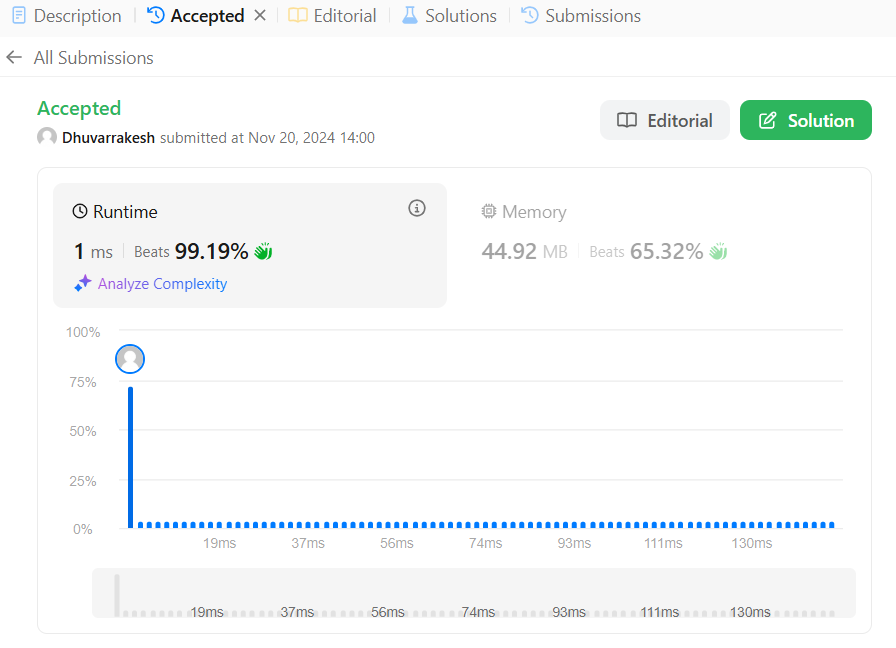 Description Accepted Editorial Solutions Submissions
All Submissions
Accepted
Dhuvarrakesh submitted at Nov 20, 2024 14:00
Editorial Solution
Runtime
1 ms Beats 99.19%
Analyze Complexity
Memory
44.92 MB Beats 65.32%
100%
75%
50%
25%
0%
19ms 37ms 56ms 74ms 93ms 111ms 130ms
19ms 37ms 56ms 74ms 93ms 111ms 130ms